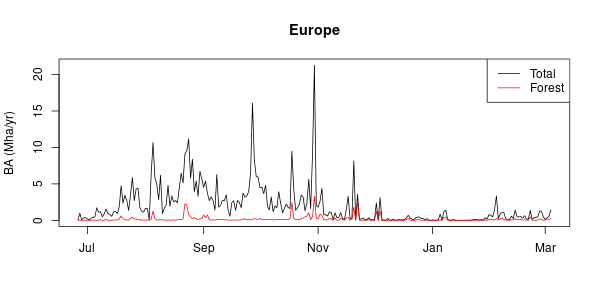 Europe
BA (Mha/yr)
20
15
10
5
0
Total
Forest
Jul Sep Nov Jan Mar